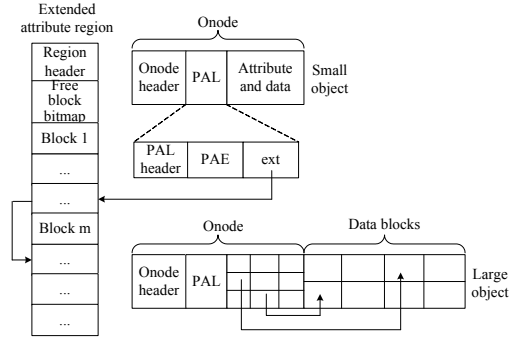 Extended
attribute region
Region
header
Free
block
bitmap
Block 1
...
...
Block m
...
...
...
Onode
Onode
header
PAL
Attribute
and data
Small
object
PAL
header
PAE
ext
Onode
Data blocks
Onode
header
PAL
Large
object